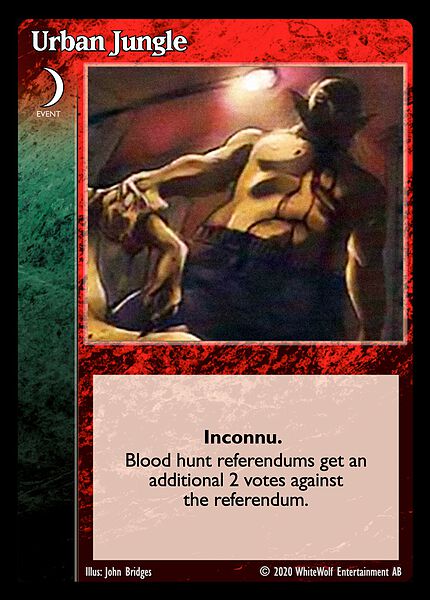 Urban Jungle
EVENT
Inconnu.
Blood hunt referendums get an
additional 2 votes against
the referendum.
Illus: John Bridges
© 2020 WhiteWolf Entertainment AB